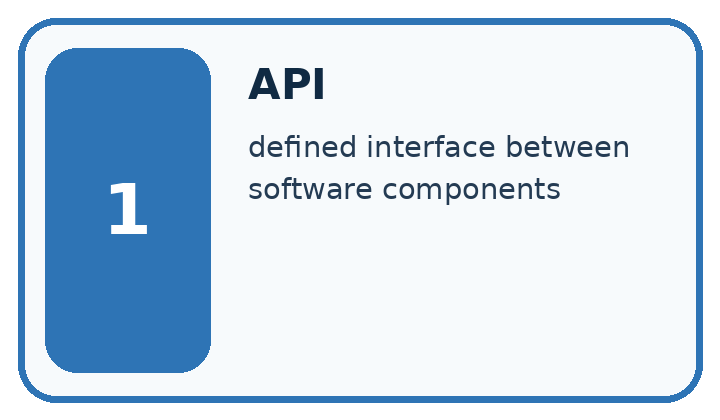 1
API
defined interface between
software components